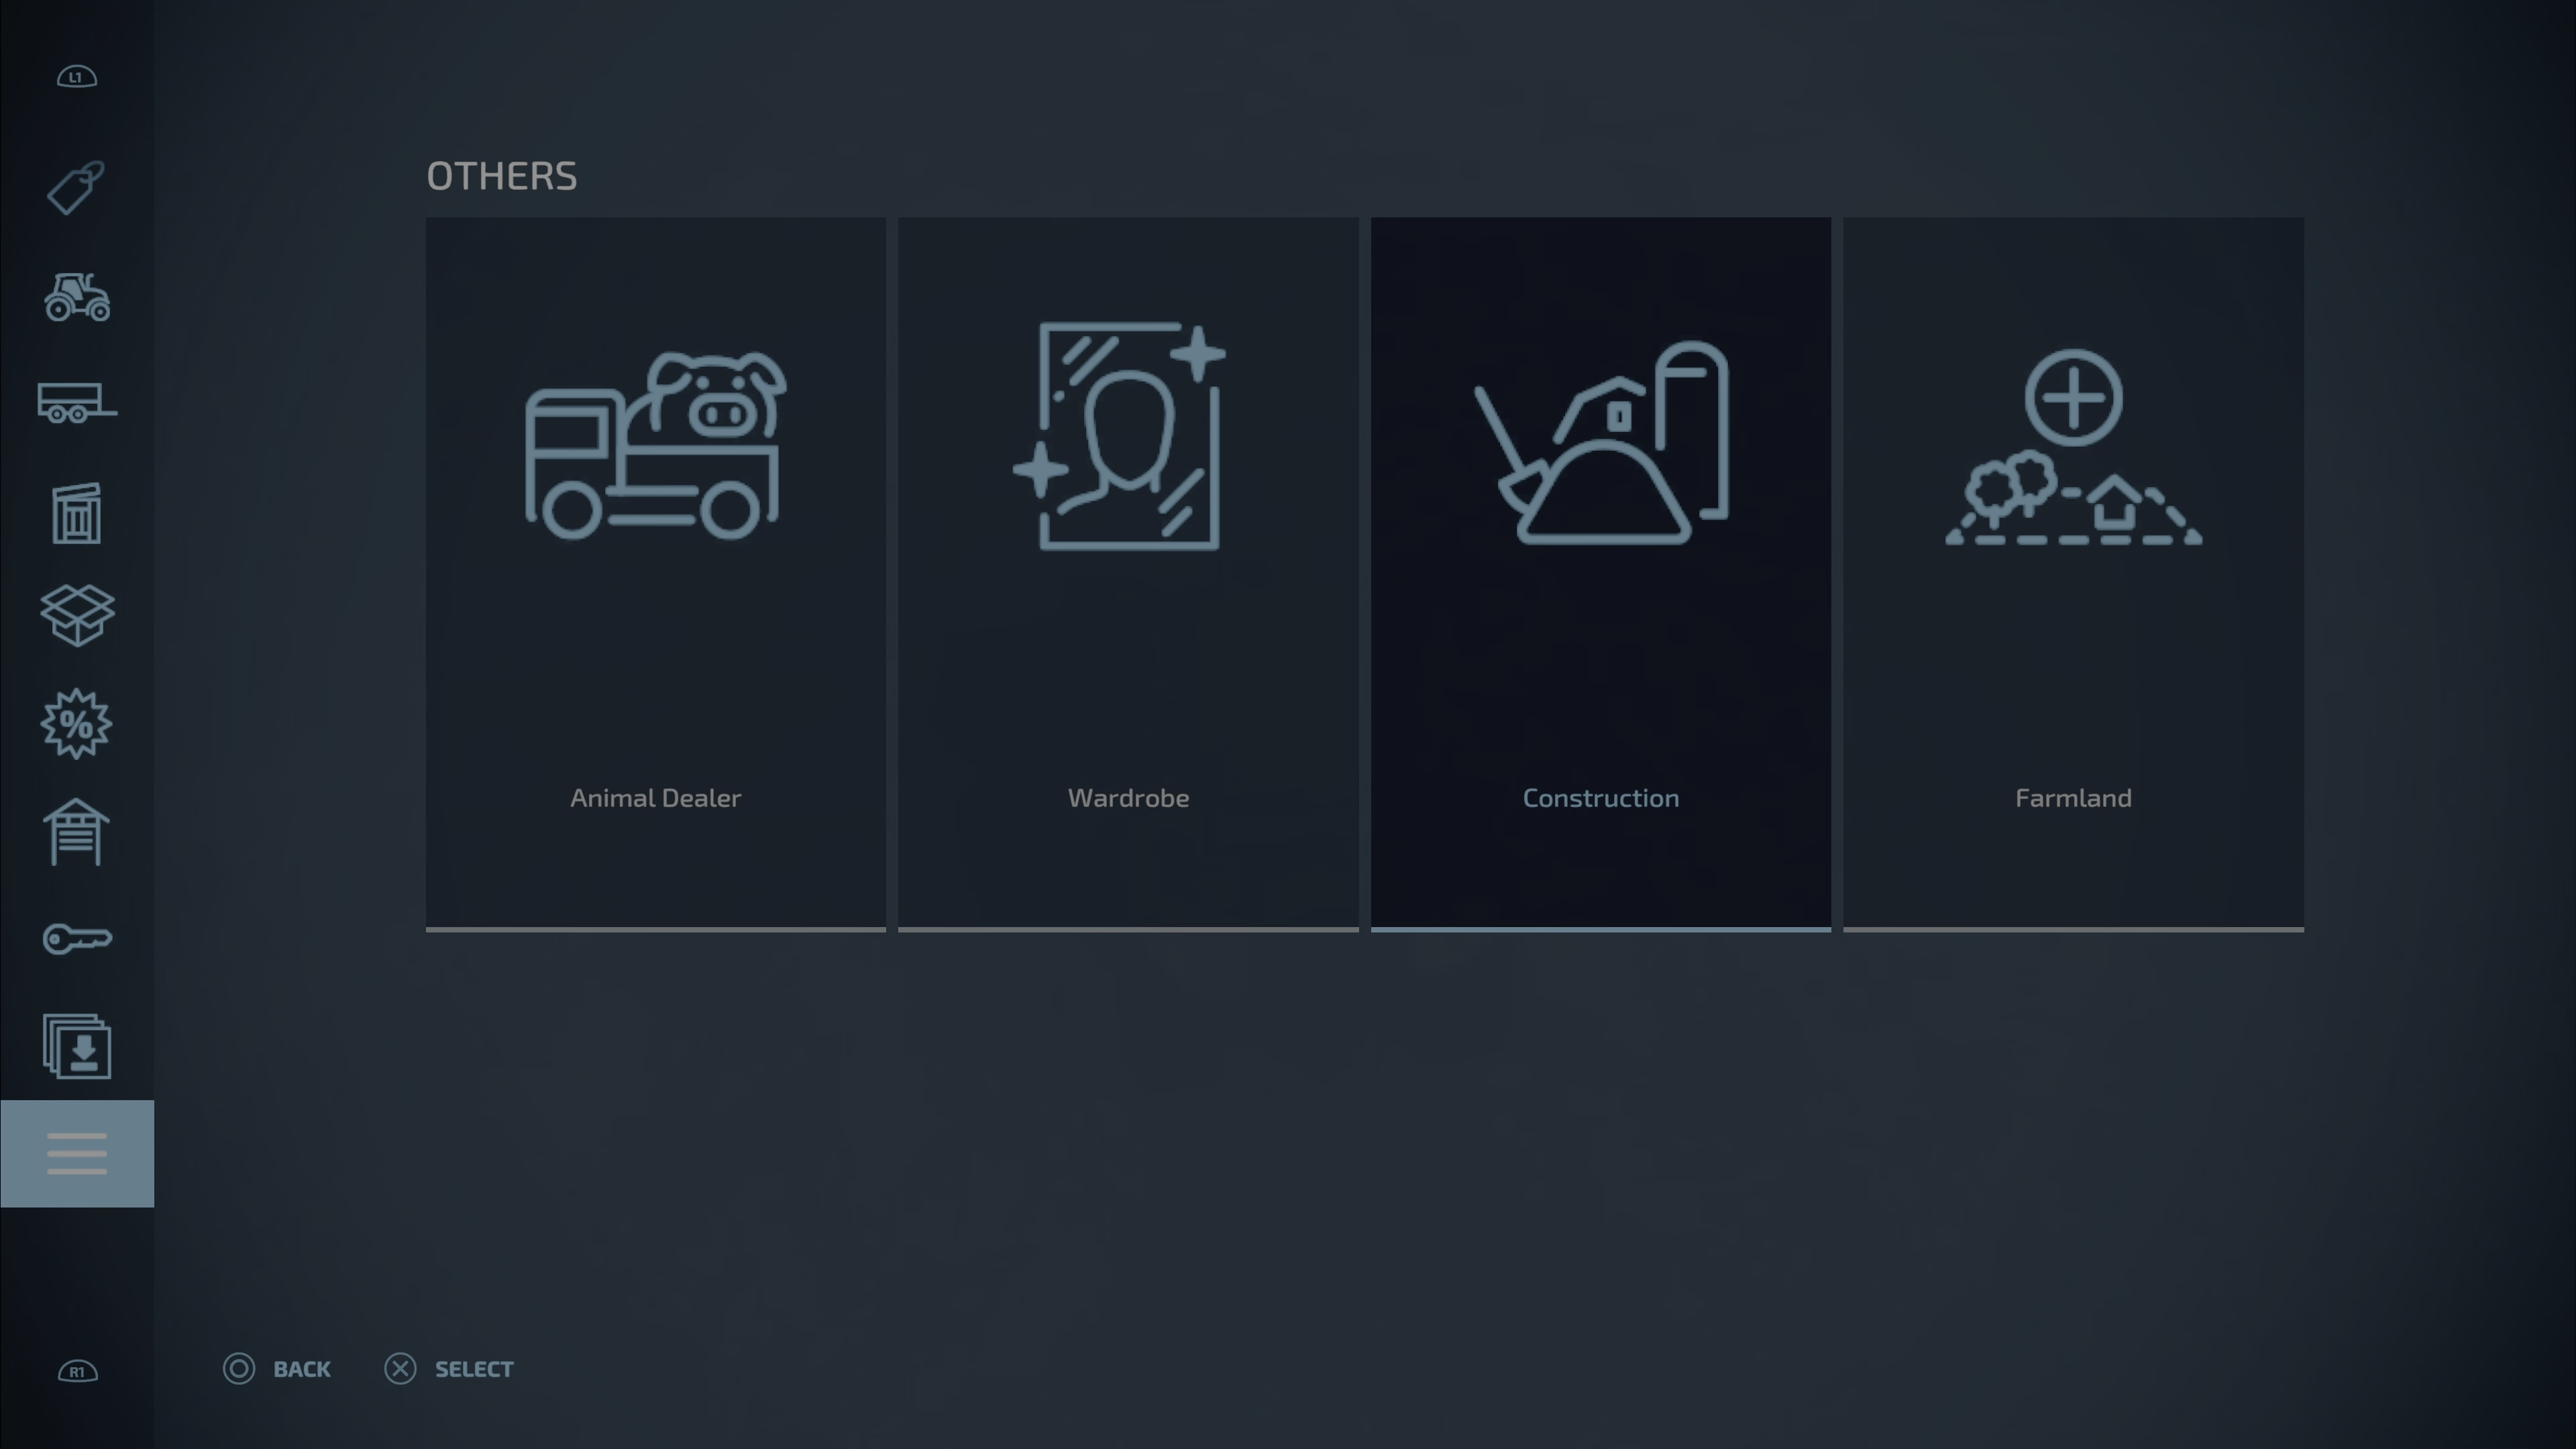 L1
OTHERS
%
Animal Dealer
Wardrobe
Construction
Farmland
R1
BACK
SELECT